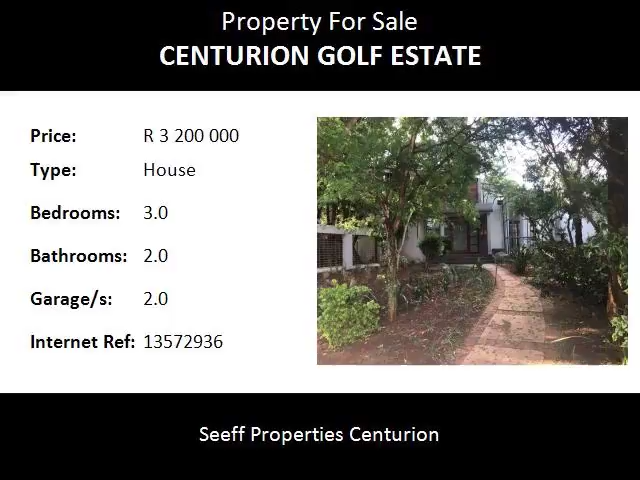 Property For Sale
CENTURION GOLF ESTATE
Price: R 3 200 000
Type: House
Bedrooms: 3.0
Bathrooms: 2.0
Garage/s: 2.0
Internet Ref: 13572936
Seeff Properties Centurion